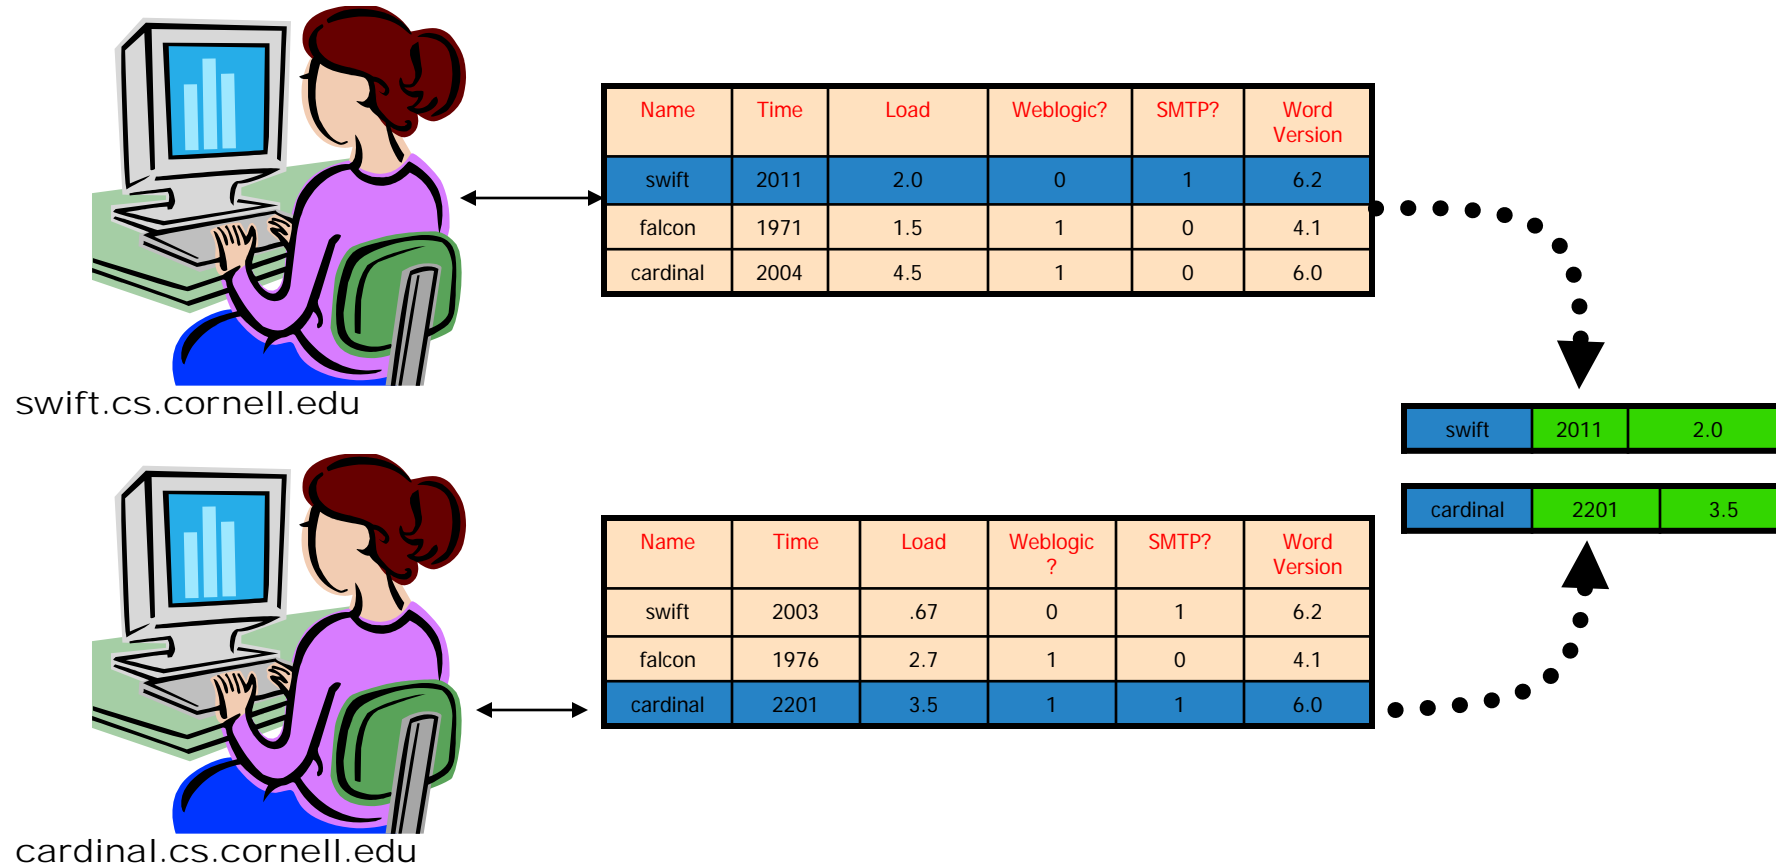 Name Time Load Weblogic? SMTP? Word
Version
swift 2011 2.0 0 1 6.2
falcon 1971 1.5 1 0 4.1
cardinal 2004 4.5 1 0 6.0
swift.cs.cornell.edu
swift 2011 2.0
cardinal 2201 3.5
Name Time Load Weblogic SMTP? Word
? Version
swift 2003 .67 0 1 6.2
falcon 1976 2.7 1 0 4.1
cardinal 2201 3.5 1 1 6.0
cardinal.cs.cornell.edu